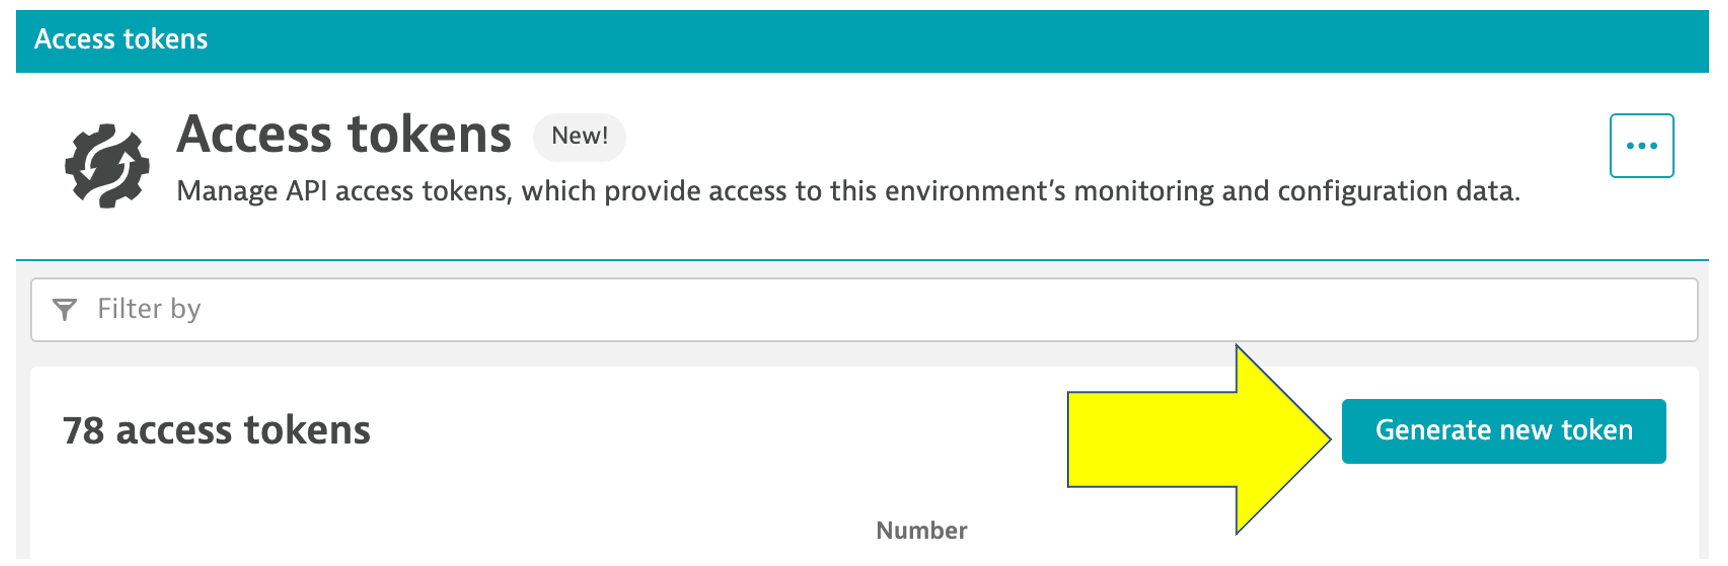 Access tokens
Access tokens New!
Manage API access tokens, which provide access to this environment’s monitoring and configuration data.
Filter by
78 access tokens
Generate new token
Number